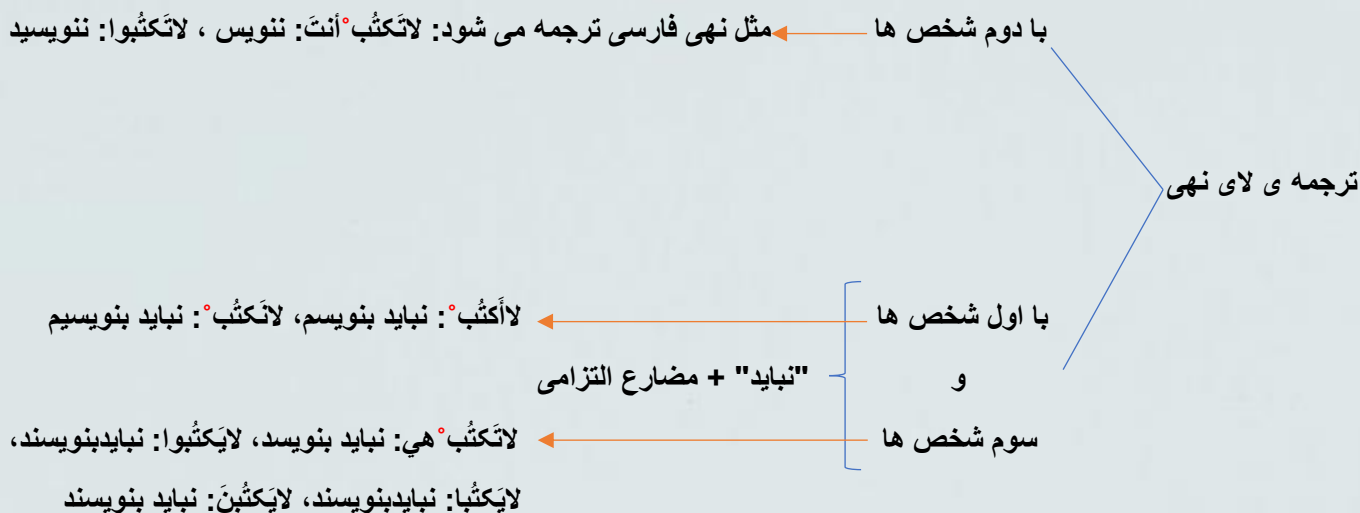 با دوم شخص ها مثل نهی فارسی ترجمه می شود: لاتَکتُب ْأنتَ: ننویس ، لاتَکتُبوا: ننویسید
ترجمه ی لای نهی
با اول شخص ها لاأَکتُب ْ: نباید بنویسم، لانَکتُب ْ: نباید بنویسیم
و "نباید" + مضارع التزامی
سوم شخص ها لاتَکتُب ْهي: نباید بنویسد، لایَکتُبوا: نبایدبنویسند،
لایَکتُبا: نبایدبنویسند، لایَکتُبنَ: نباید بنویسند